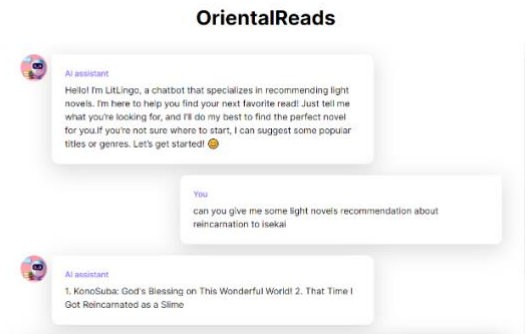 OrientalReads
AI assistant
Hello! I'm LitLingo, a chatbot that specializes in recommending light
novels. I'm here to help you find your next favorite read! Just tell me
what you're looking for, and I'll do my best to find the perfect novel
for you.If you're not sure where to start, I can suggest some popular
titles or genres. Let's get started! 😊
You
can you give me some light novels recommendation about
reincarnation to isekai
AI assistant
1. KonoSuba: God's Blessing on This Wonderful World! 2. That Time I
Got Reincarnated as a Slime